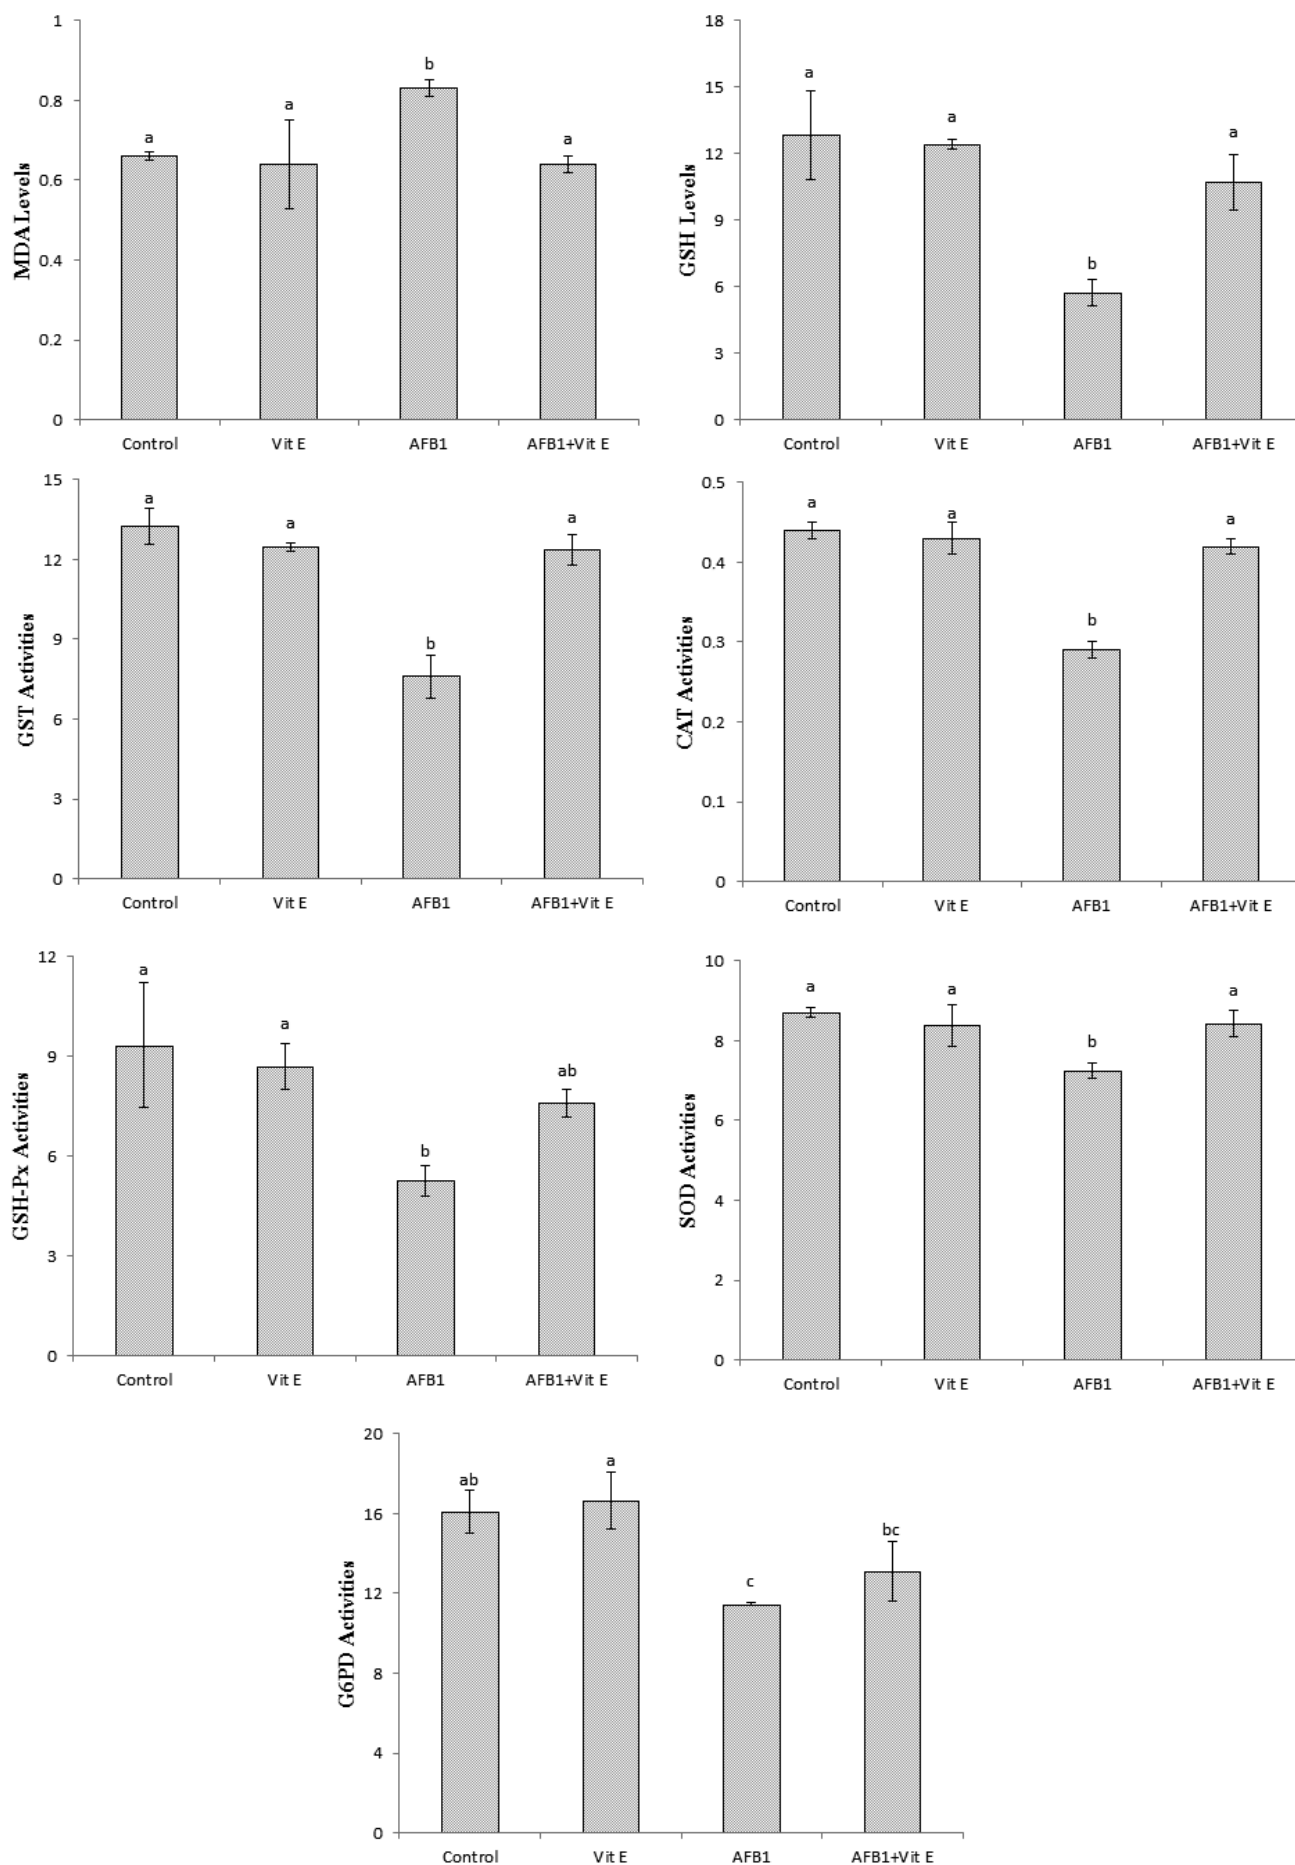 1
0.8
0.6
0.4
0.2
0
MDA Levels
a
a
b
a
Control
Vit E
AFB1
AFB1+Vit E
18
15
12
9
6
3
0
GSH Levels
a
a
b
a
Control
Vit E
AFB1
AFB1+Vit E
15
12
9
6
3
0
GST Activities
a
a
b
a
Control
Vit E
AFB1
AFB1+Vit E
0.5
0.4
0.3
0.2
0.1
0
CAT Activities
a
a
b
a
Control
Vit E
AFB1
AFB1+Vit E
12
9
6
3
0
GSH-Px Activities
a
a
b
ab
Control
Vit E
AFB1
AFB1+Vit E
10
8
6
4
2
0
SOD Activities
a
a
b
a
Control
Vit E
AFB1
AFB1+Vit E
20
16
12
8
4
0
G6PD Activities
ab
a
c
bc
Control
Vit E
AFB1
AFB1+Vit E